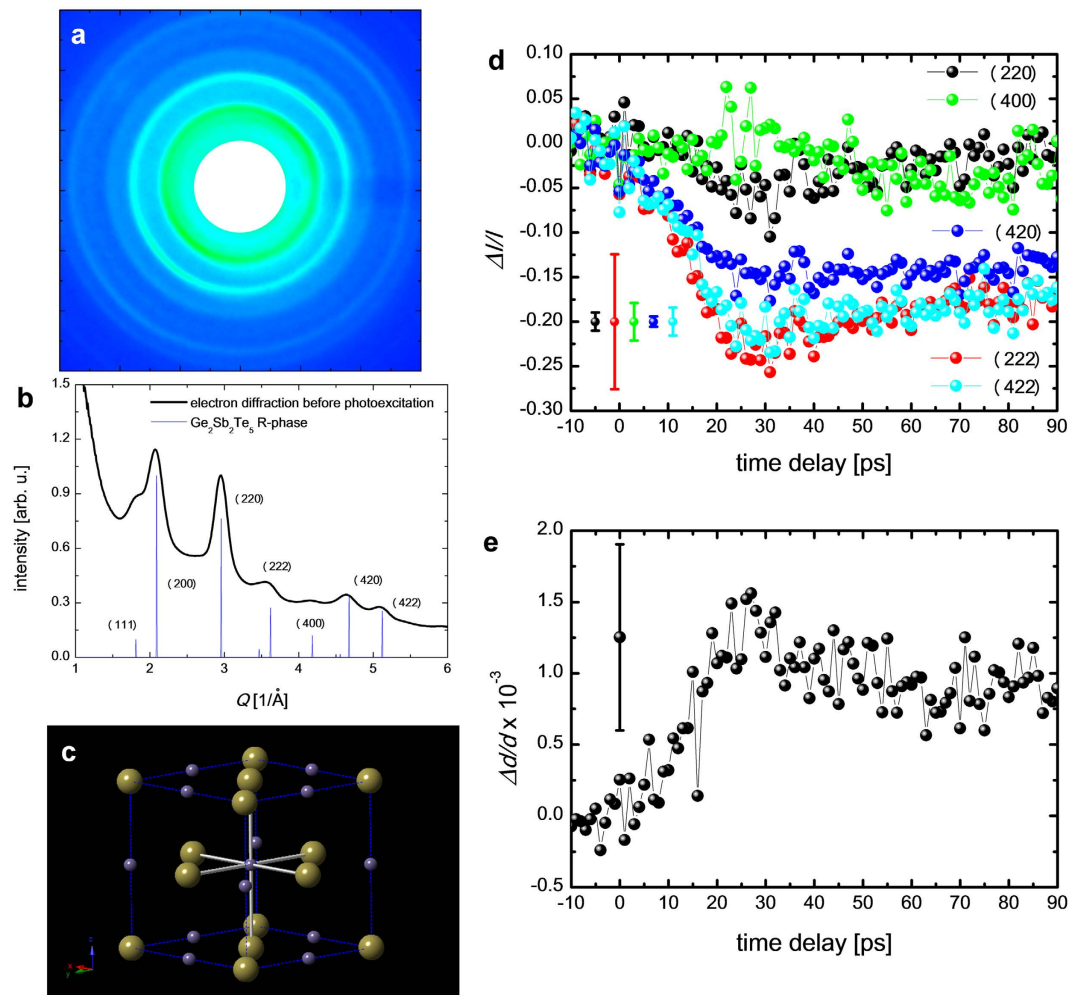 a
b
1.5
1.2
0.9
0.6
0.3
0.0
intensity [arb. u.]
electron diffraction before photoexcitation
Ge2Sb2Te5 R-phase
(111)
(200)
(220)
(222)
(400)
(420)
(422)
1 2 3 4 5 6
Q [1/Å]
c
z
x
y
d
0.10
0.05
0.00
-0.05
-0.10
-0.15
-0.20
-0.25
-0.30
ΔI/I
(220)
(400)
(420)
(222)
(422)
-10 0 10 20 30 40 50 60 70 80 90
time delay [ps]
e
2.0
1.5
1.0
0.5
0.0
-0.5
Δd/d x 10⁻³
-10 0 10 20 30 40 50 60 70 80 90
time delay [ps]